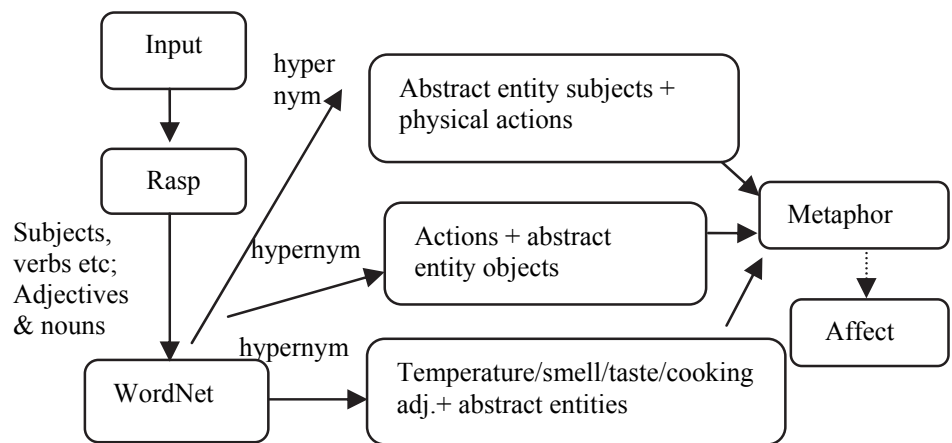 Input
Rasp
Subjects,
verbs etc;
Adjectives
& nouns
WordNet
hyper
nym
hypernym
hypernym
Abstract entity subjects +
physical actions
Actions + abstract
entity objects
Temperature/smell/taste/cooking
adj.+ abstract entities
Metaphor
Affect